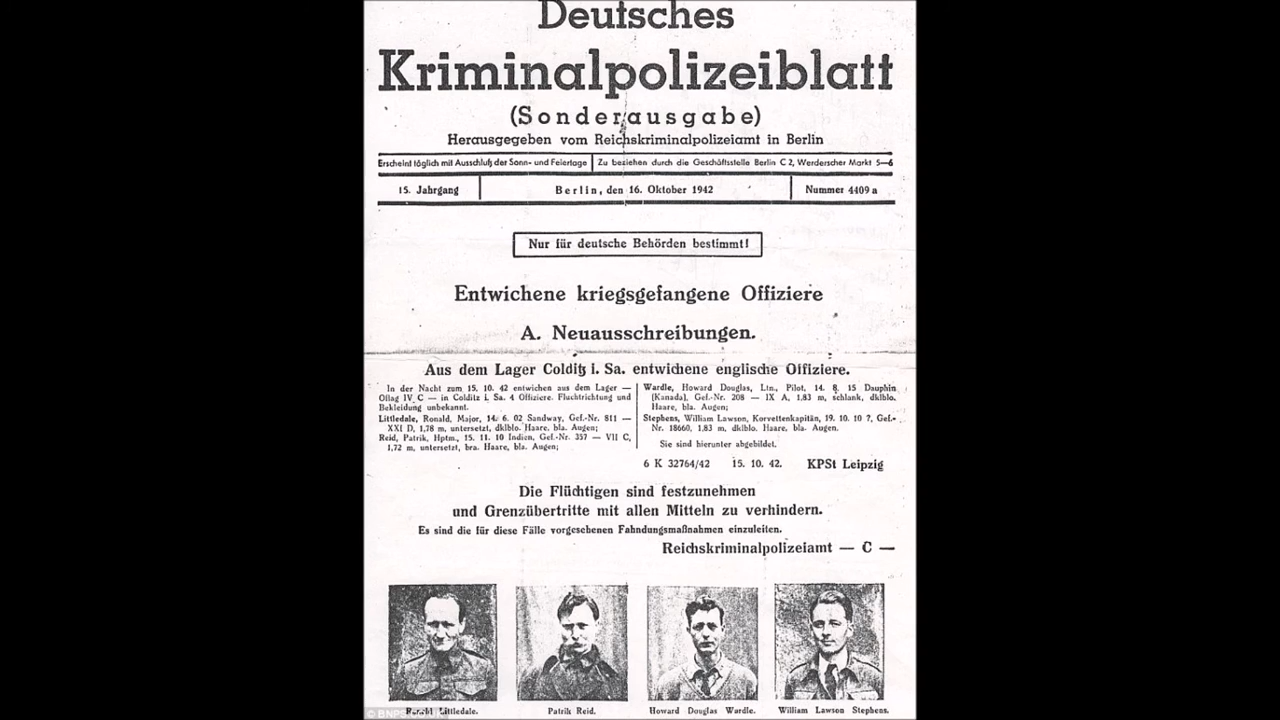 Deutsches
Kriminalpolizeiblatt
(Sonderausgabe)
Herausgegeben vom Reichskriminalpolizeiamt in Berlin
Erscheint täglich mit Ausschluß der Sonn- und Feiertage
Zu beziehen durch die Geschäftsstelle Berlin C 2, Werderscher Markt 5—6
15. Jahrgang
Berlin, den 16. Oktober 1942
Nummer 4409 a
Nur für deutsche Behörden bestimmt!
Entwichene kriegsgefangene Offiziere
A. Neuausschreibungen.
Aus dem Lager Colditz i. Sa. entwichene englische Offiziere.
In der Nacht zum 15. 10. 42 entwichen aus dem Lager —
Oflag IV C — in Colditz i. Sa. 4 Offiziere. Fluchtrichtung und
Bekleidung unbekannt.
Littledale, Ronald, Major, 14. 6. 02 Sandway, Gef.-Nr. 811 —
XXI D, 1,78 m, untersetzt, dklblo. Haare, bla. Augen;
Reid, Patrik, Hptm., 15. 11. 10 Indien, Gef.-Nr. 357 — VII C,
1,72 m, untersetzt, bra. Haare, bla. Augen;
Wardle, Howard Douglas, Ltn., Pilot, 14. 8. 15 Dauphin
(Kanada), Gef.-Nr. 208 — IX A, 1,83 m, schlank, dklblo.
Haare, bla. Augen;
Stephens, William Lawson, Korvettenkapitän, 19. 10. 10 ?, Gef.-
Nr. 18660, 1,83 m, dklblo. Haare, bla. Augen.
Sie sind hierunter abgebildet.
6 K 32764/42 15. 10. 42. KPSt Leipzig
Die Flüchtigen sind festzunehmen
und Grenzübertritte mit allen Mitteln zu verhindern.
Es sind die für diese Fälle vorgesehenen Fahndungsmaßnahmen einzuleiten.
Reichskriminalpolizeiamt — C —
Littledale.
Patrik Reid.
Howard Douglas Wardle.
William Lawson Stephens.